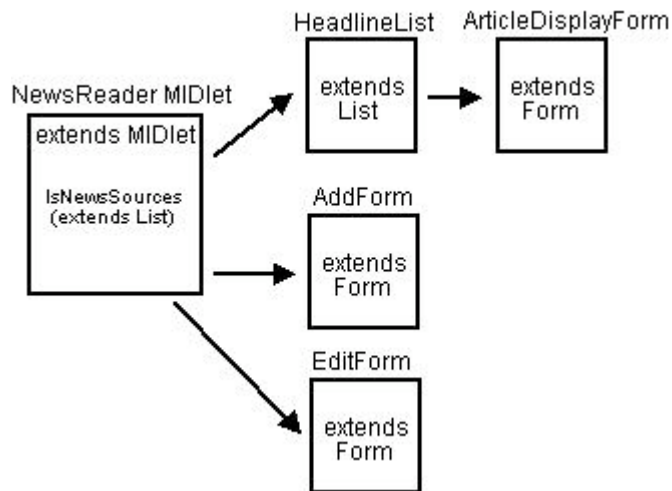 HeadlineList
ArticleDisplayForm
NewsReader MIDlet
extends MIDlet
lsNewsSources
(extends List)
extends
List
extends
Form
AddForm
extends
Form
EditForm
extends
Form